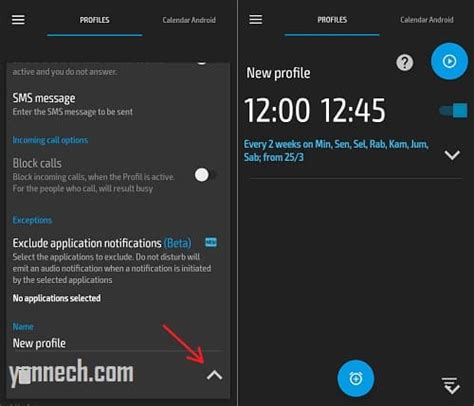 PROFILES
Calendar Android
active and you do not answer.
SMS message
Enter the SMS message to be sent
Incoming call options
Block calls
Block incoming calls, when the Profil is active.
For the people who call, will result busy
Exceptions
Exclude application notifications (Beta) NEW
Select the applications to exclude. Do not disturb will
emit an audio notification when a notification is initiated
by the selected applications
No applications selected
Name
New profile
yonnech.com
PROFILES
Calendar Android
New profile
12:00 12:45
Every 2 weeks on Min, Sen, Sel, Rab, Kam, Jum,
Sab; from 25/3